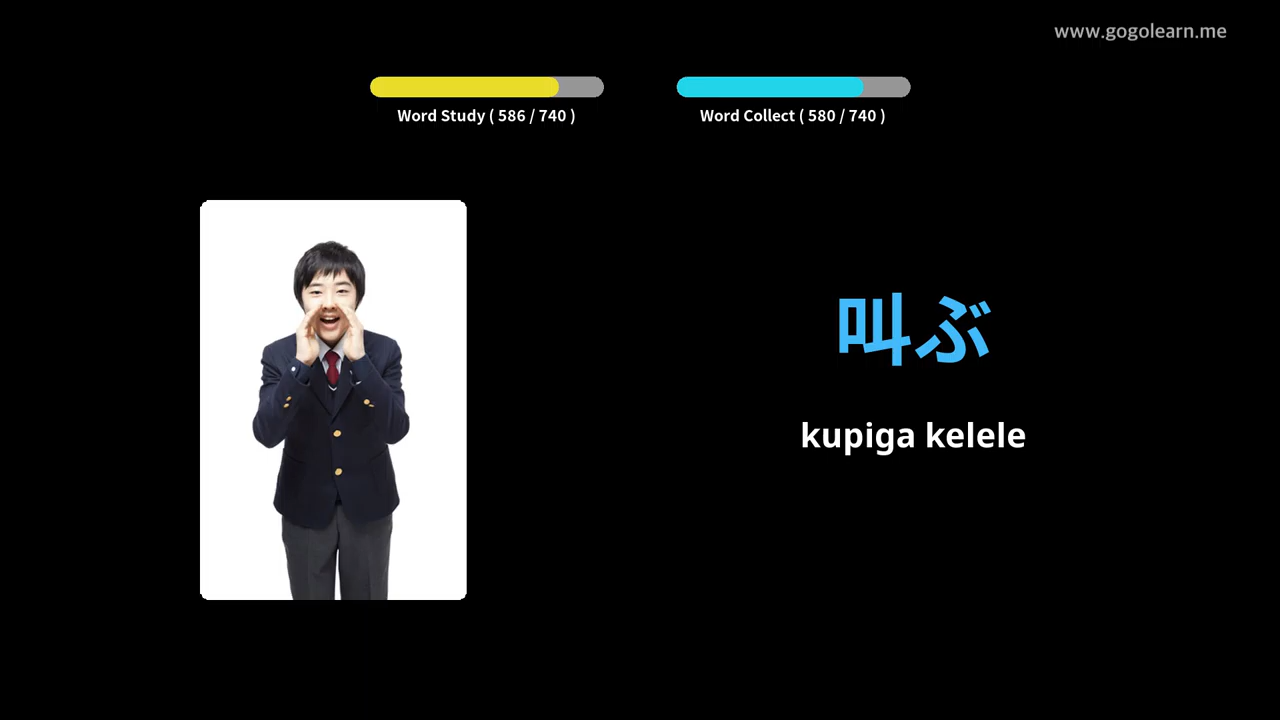 www.gogolearn.me
Word Study ( 586 / 740 )
Word Collect ( 580 / 740 )
叫ぶ
kupiga kelele